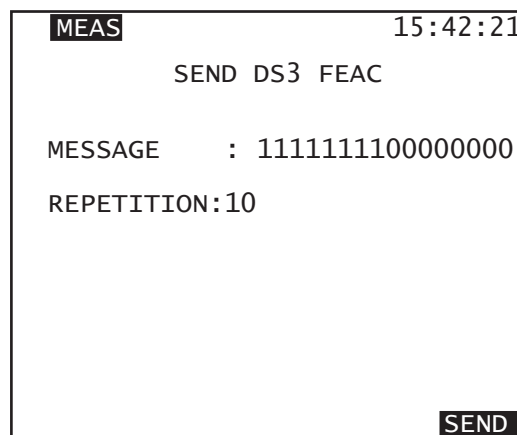 MEAS 15:42:21
SEND DS3 FEAC
MESSAGE : 1111111100000000
REPETITION:10
SEND